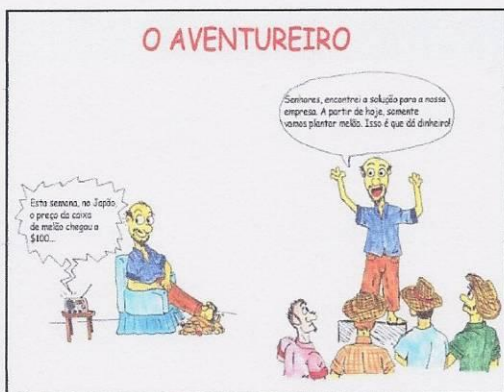 O AVENTUREIRO
Senhores, encontrei a solução para a nossa
empresa. A partir de hoje, somente
vamos plantar melão. Isso é que dá dinheiro!
Esta semana, no Japão,
o preço da caixa
de melão chegou a
$100...